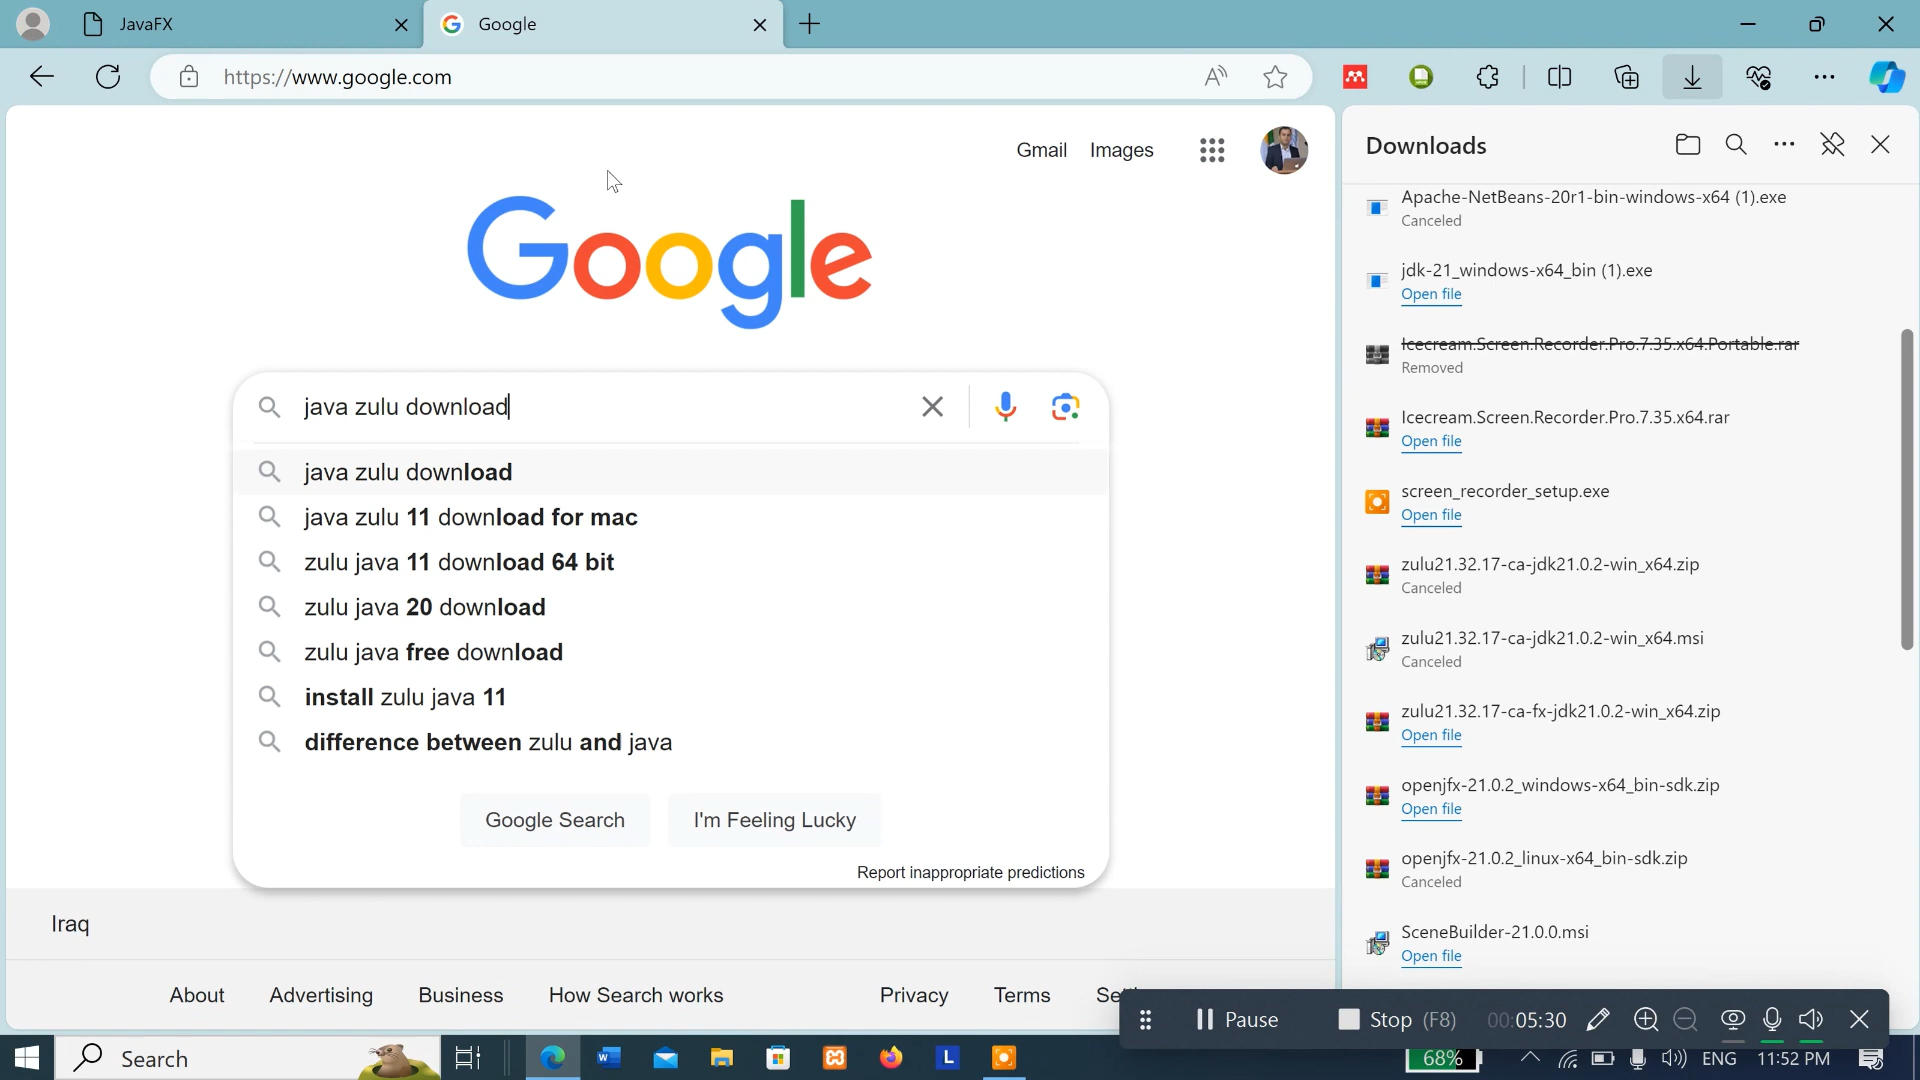 JavaFX
Google
https://www.google.com
Gmail
Images
Google
java zulu download
java zulu download
java zulu 11 download for mac
zulu java 11 download 64 bit
zulu java 20 download
zulu java free download
install zulu java 11
difference between zulu and java
Google Search
I'm Feeling Lucky
Report inappropriate predictions
Iraq
About
Advertising
Business
How Search works
Privacy
Terms
Downloads
Apache-NetBeans-20r1-bin-windows-x64 (1).exe
Canceled
jdk-21_windows-x64_bin (1).exe
Open file
Icecream.Screen.Recorder.Pro.7.35.x64.Portable.rar
Removed
Icecream.Screen.Recorder.Pro.7.35.x64.rar
Open file
screen_recorder_setup.exe
Open file
zulu21.32.17-ca-jdk21.0.2-win_x64.zip
Canceled
zulu21.32.17-ca-jdk21.0.2-win_x64.msi
Canceled
zulu21.32.17-ca-fx-jdk21.0.2-win_x64.zip
Open file
openjfx-21.0.2_windows-x64_bin-sdk.zip
Open file
openjfx-21.0.2_linux-x64_bin-sdk.zip
Canceled
SceneBuilder-21.0.0.msi
Open file
Pause
Stop (F8)
00:05:30
Search
68%
ENG
11:52 PM